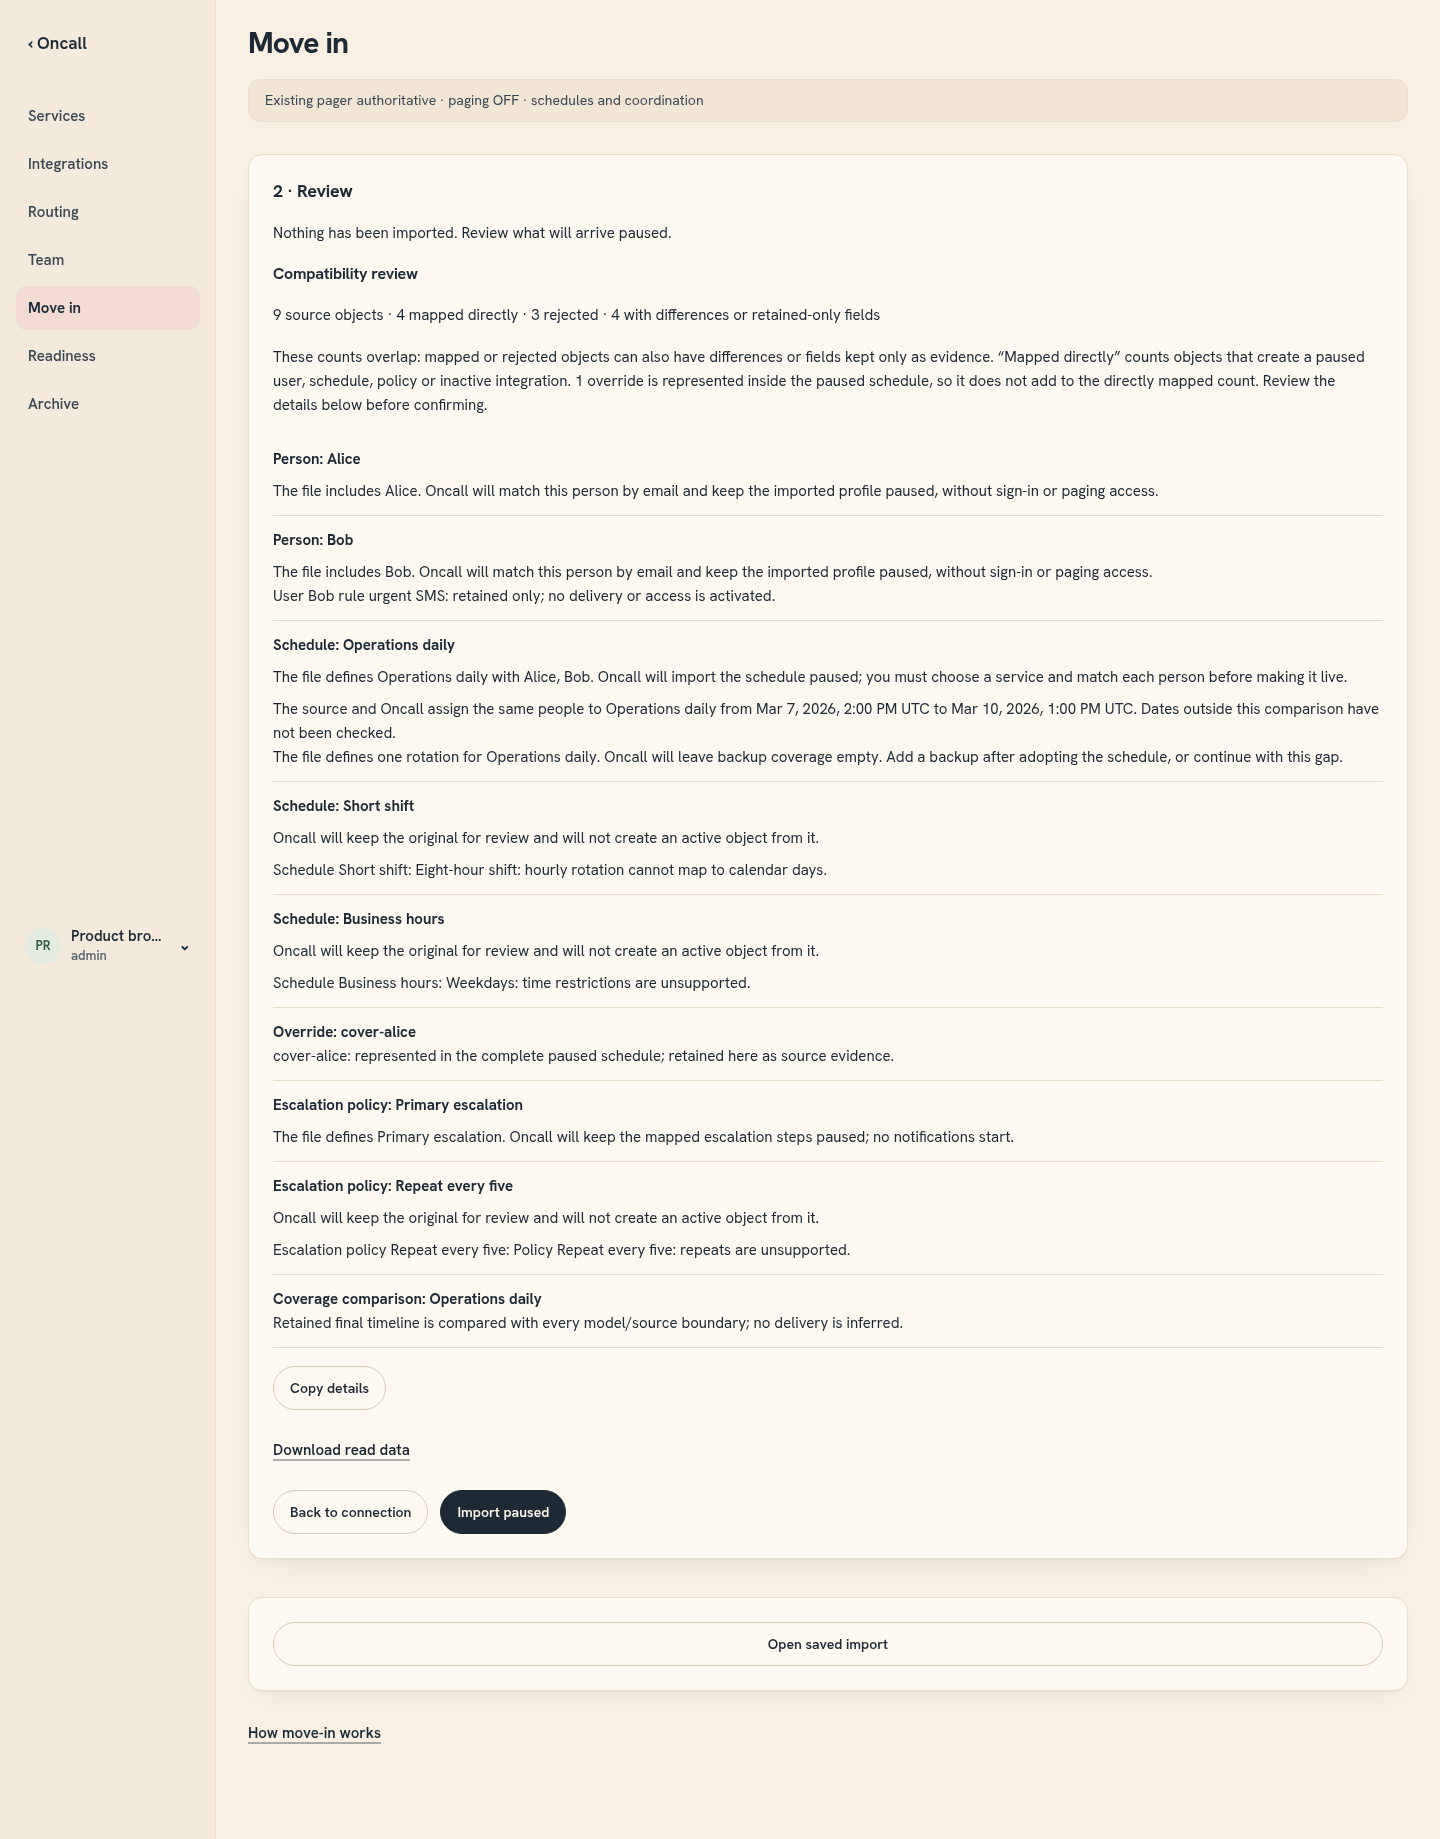 ‹ Oncall
Services
Integrations
Routing
Team
Move in
Readiness
Archive
PR
Product bro...
admin
Move in
Existing pager authoritative · paging OFF · schedules and coordination
2 · Review
Nothing has been imported. Review what will arrive paused.
Compatibility review
9 source objects · 4 mapped directly · 3 rejected · 4 with differences or retained-only fields
These counts overlap: mapped or rejected objects can also have differences or fields kept only as evidence. “Mapped directly” counts objects that create a paused
user, schedule, policy or inactive integration. 1 override is represented inside the paused schedule, so it does not add to the directly mapped count. Review the
details below before confirming.
Person: Alice
The file includes Alice. Oncall will match this person by email and keep the imported profile paused, without sign-in or paging access.
Person: Bob
The file includes Bob. Oncall will match this person by email and keep the imported profile paused, without sign-in or paging access.
User Bob rule urgent SMS: retained only; no delivery or access is activated.
Schedule: Operations daily
The file defines Operations daily with Alice, Bob. Oncall will import the schedule paused; you must choose a service and match each person before making it live.
The source and Oncall assign the same people to Operations daily from Mar 7, 2026, 2:00 PM UTC to Mar 10, 2026, 1:00 PM UTC. Dates outside this comparison have
not been checked.
The file defines one rotation for Operations daily. Oncall will leave backup coverage empty. Add a backup after adopting the schedule, or continue with this gap.
Schedule: Short shift
Oncall will keep the original for review and will not create an active object from it.
Schedule Short shift: Eight-hour shift: hourly rotation cannot map to calendar days.
Schedule: Business hours
Oncall will keep the original for review and will not create an active object from it.
Schedule Business hours: Weekdays: time restrictions are unsupported.
Override: cover-alice
cover-alice: represented in the complete paused schedule; retained here as source evidence.
Escalation policy: Primary escalation
The file defines Primary escalation. Oncall will keep the mapped escalation steps paused; no notifications start.
Escalation policy: Repeat every five
Oncall will keep the original for review and will not create an active object from it.
Escalation policy Repeat every five: Policy Repeat every five: repeats are unsupported.
Coverage comparison: Operations daily
Retained final timeline is compared with every model/source boundary; no delivery is inferred.
Copy details
Download read data
Back to connection
Import paused
Open saved import
How move-in works